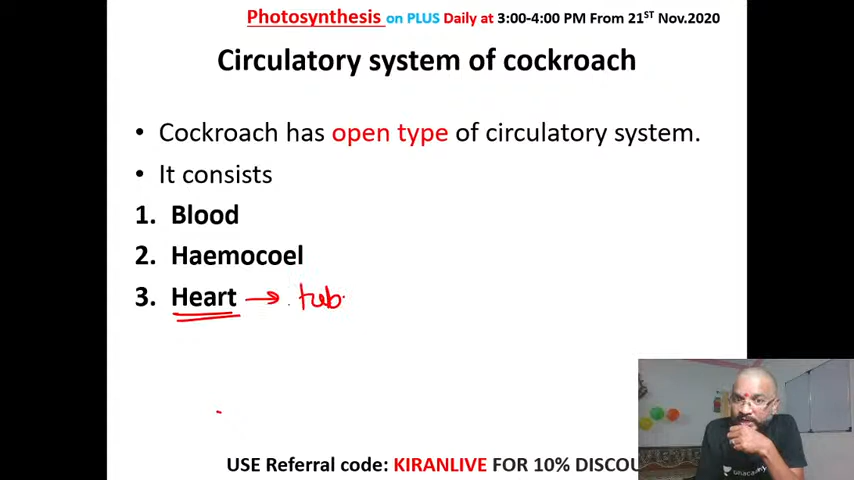 Photosynthesis on PLUS Daily at 3:00-4:00 PM From 21ST Nov.2020
Circulatory system of cockroach
• Cockroach has open type of circulatory system.
• It consists
1. Blood
2. Haemocoel
3. Heart → tub
USE Referral code: KIRANLIVE FOR 10% DISCOU